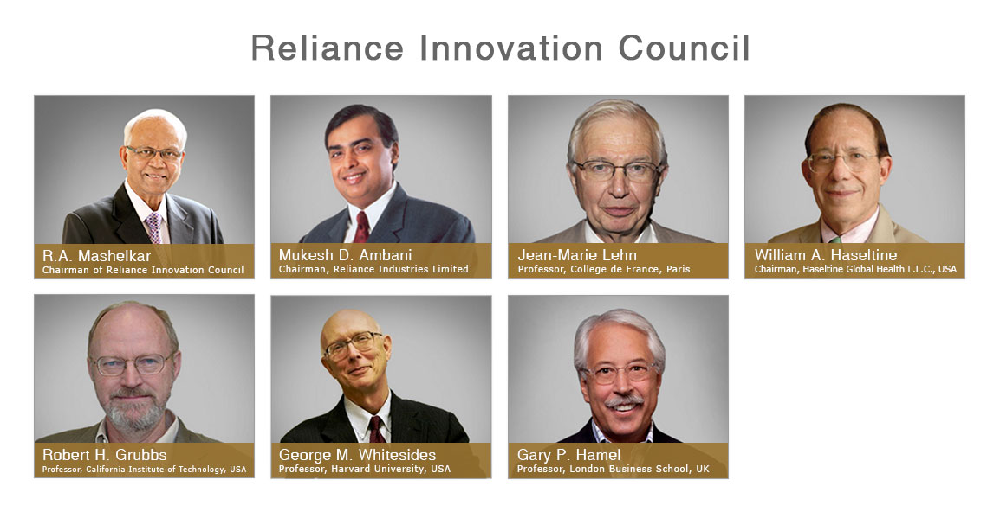 Reliance Innovation Council
R.A. Mashelkar
Chairman of Reliance Innovation Council
Mukesh D. Ambani
Chairman, Reliance Industries Limited
Jean-Marie Lehn
Professor, College de France, Paris
William A. Haseltine
Chairman, Haseltine Global Health L.L.C., USA
Robert H. Grubbs
Professor, California Institute of Technology, USA
George M. Whitesides
Professor, Harvard University, USA
Gary P. Hamel
Professor, London Business School, UK